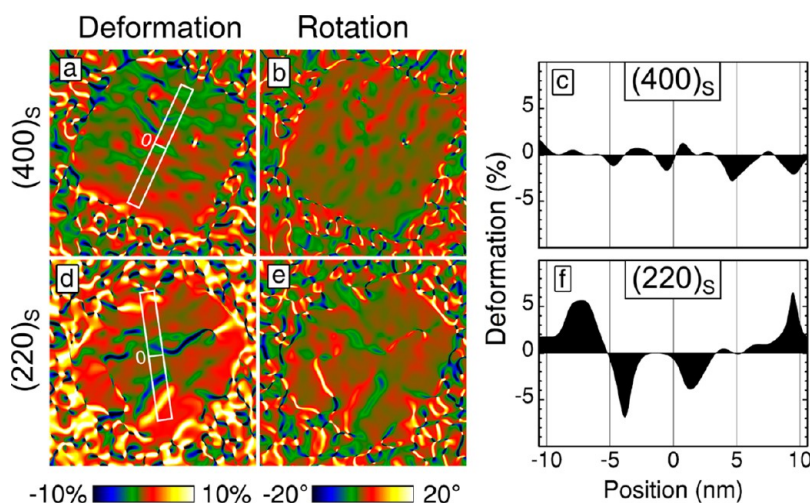 Deformation Rotation
(400)s
a
0
b
c
(400)s
Deformation (%)
5
0
-5
(220)s
d
0
e
f
(220)s
5
0
-5
-10 -5 0 5 10
Position (nm)
-10% 10%
-20° 20°